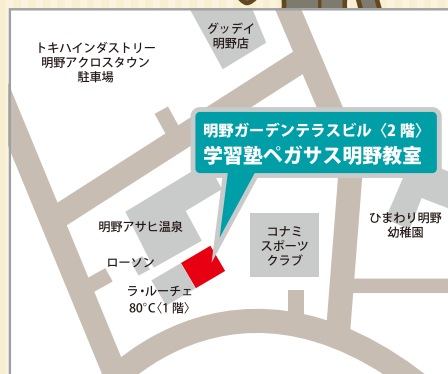 グッデイ
明野店
トキハインダストリー
明野アクロスタウン
駐車場
明野ガーデンテラスビル〈2階〉
学習塾ペガサス明野教室
明野アサヒ温泉
コナミ
スポーツ
クラブ
ひまわり明野
幼稚園
ローソン
ラ・ルーチェ
80°C〈1階〉